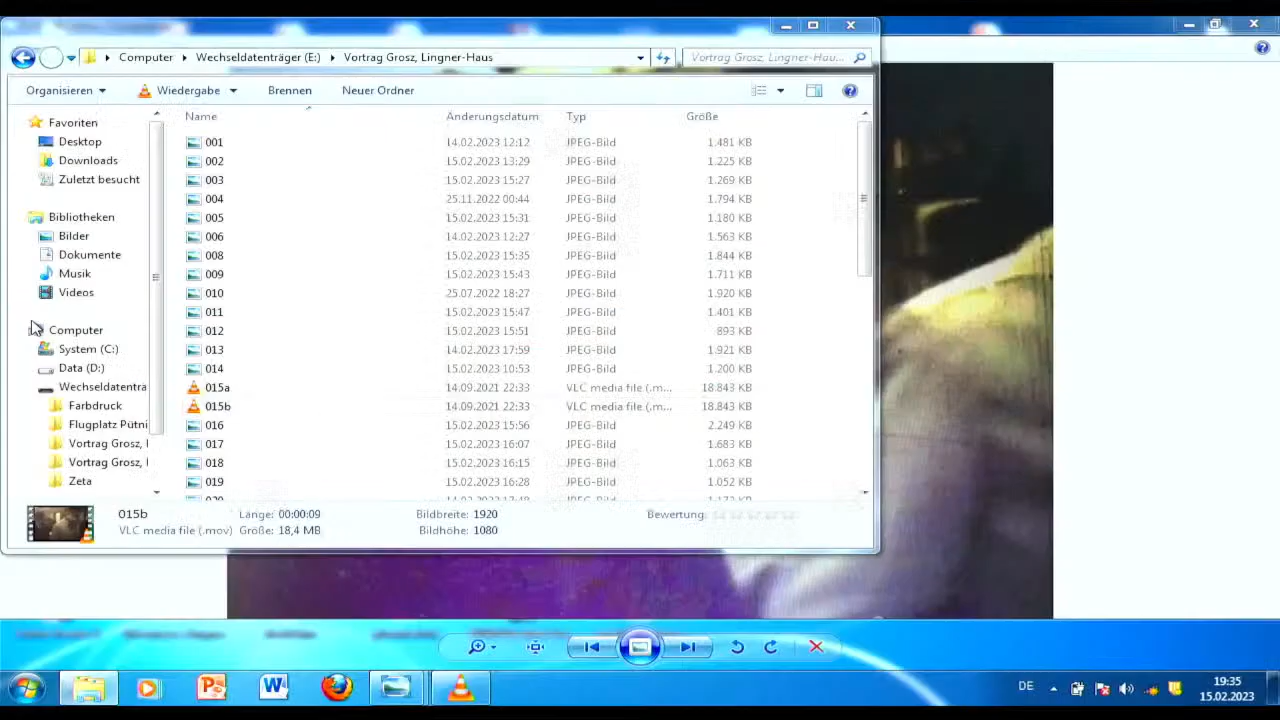 Computer Wechseldatenträger (E:) Vortrag Grosz, Lingner-Haus
Vortrag Grosz, Lingner-Hau...
Organisieren Wiedergabe Brennen Neuer Ordner
Name Änderungsdatum Typ Größe
Favoriten
Desktop
Downloads
Zuletzt besucht
Bibliotheken
Bilder
Dokumente
Musik
Videos
Computer
System (C:)
Data (D:)
Wechseldatenträ
Farbdruck
Flugplatz Pütni
Vortrag Grosz, l
Vortrag Grosz, l
Zeta
001 14.02.2023 12:12 JPEG-Bild 1.481 KB
002 15.02.2023 13:29 JPEG-Bild 1.225 KB
003 15.02.2023 15:27 JPEG-Bild 1.269 KB
004 25.11.2022 00:44 JPEG-Bild 1.794 KB
005 15.02.2023 15:31 JPEG-Bild 1.180 KB
006 14.02.2023 12:27 JPEG-Bild 1.563 KB
008 15.02.2023 15:35 JPEG-Bild 1.844 KB
009 15.02.2023 15:43 JPEG-Bild 1.711 KB
010 25.07.2022 18:27 JPEG-Bild 1.920 KB
011 15.02.2023 15:47 JPEG-Bild 1.401 KB
012 15.02.2023 15:51 JPEG-Bild 893 KB
013 14.02.2023 17:59 JPEG-Bild 1.921 KB
014 15.02.2023 10:53 JPEG-Bild 1.200 KB
015a 14.09.2021 22:33 VLC media file (.m... 18.843 KB
015b 14.09.2021 22:33 VLC media file (.m... 18.843 KB
016 15.02.2023 15:56 JPEG-Bild 2.249 KB
017 15.02.2023 16:07 JPEG-Bild 1.683 KB
018 15.02.2023 16:15 JPEG-Bild 1.063 KB
019 15.02.2023 16:28 JPEG-Bild 1.052 KB
015b Länge: 00:00:09 Bildbreite: 1920 Bewertung:
VLC media file (.mov) Größe: 18,4 MB Bildhöhe: 1080
DE
19:35
15.02.2023